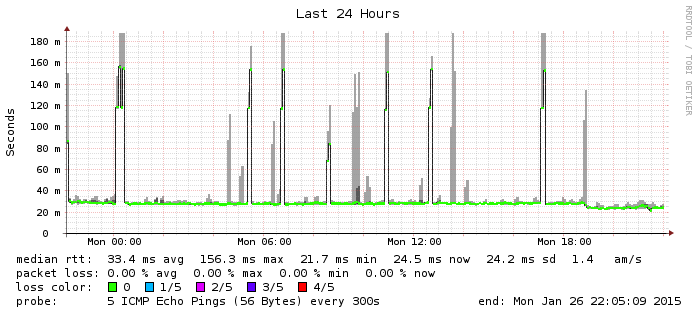 Last 24 Hours
RRDTOOL / TOBI OETIKER
Seconds
180 m
160 m
140 m
120 m
100 m
80 m
60 m
40 m
20 m
0
Mon 00:00 Mon 06:00 Mon 12:00 Mon 18:00
median rtt: 33.4 ms avg 156.3 ms max 21.7 ms min 24.5 ms now 24.2 ms sd 1.4 am/s
packet loss: 0.00 % avg 0.00 % max 0.00 % min 0.00 % now
loss color: 0 1/5 2/5 3/5 4/5
probe: 5 ICMP Echo Pings (56 Bytes) every 300s end: Mon Jan 26 22:05:09 2015